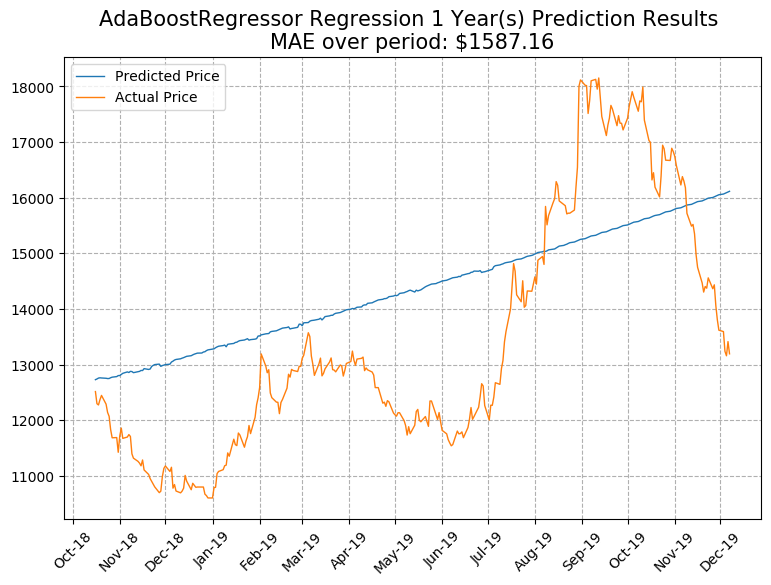 AdaBoostRegressor Regression 1 Year(s) Prediction Results
MAE over period: $1587.16
Predicted Price
Actual Price
18000
17000
16000
15000
14000
13000
12000
11000
Oct-18
Nov-18
Dec-18
Jan-19
Feb-19
Mar-19
Apr-19
May-19
Jun-19
Jul-19
Aug-19
Sep-19
Oct-19
Nov-19
Dec-19